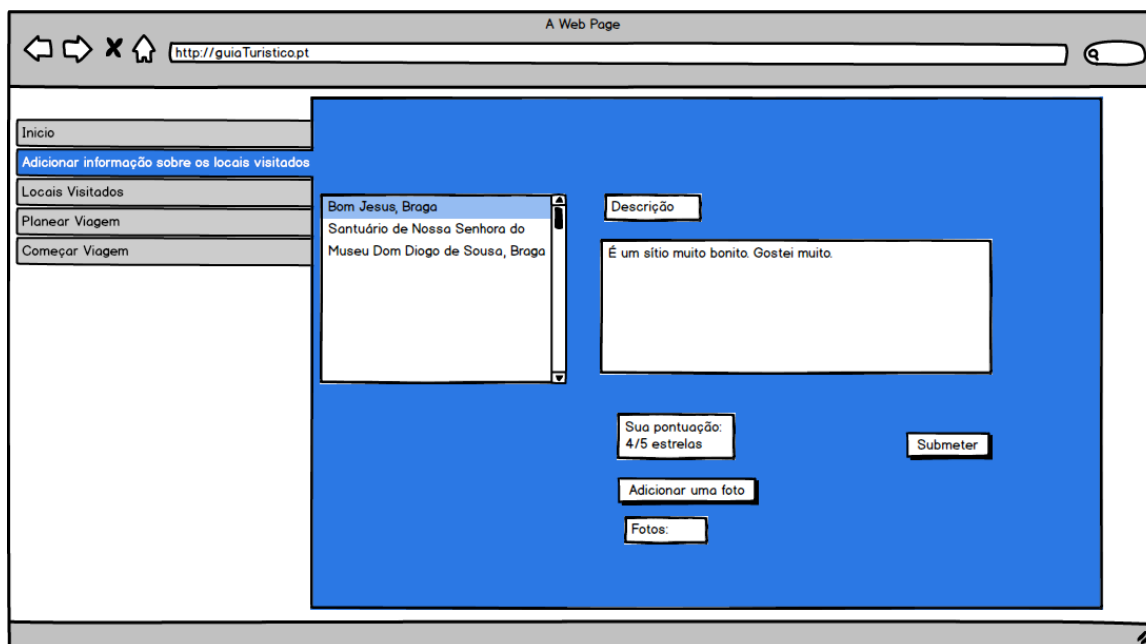 A Web Page
http://guiaTuristico.pt
Inicio
Adicionar informação sobre os locais visitados
Locais Visitados
Planear Viagem
Começar Viagem
Bom Jesus, Braga
Santuário de Nossa Senhora do
Museu Dom Diogo de Sousa, Braga
Descrição
É um sítio muito bonito. Gostei muito.
Sua pontuação:
4/5 estrelas
Submeter
Adicionar uma foto
Fotos: